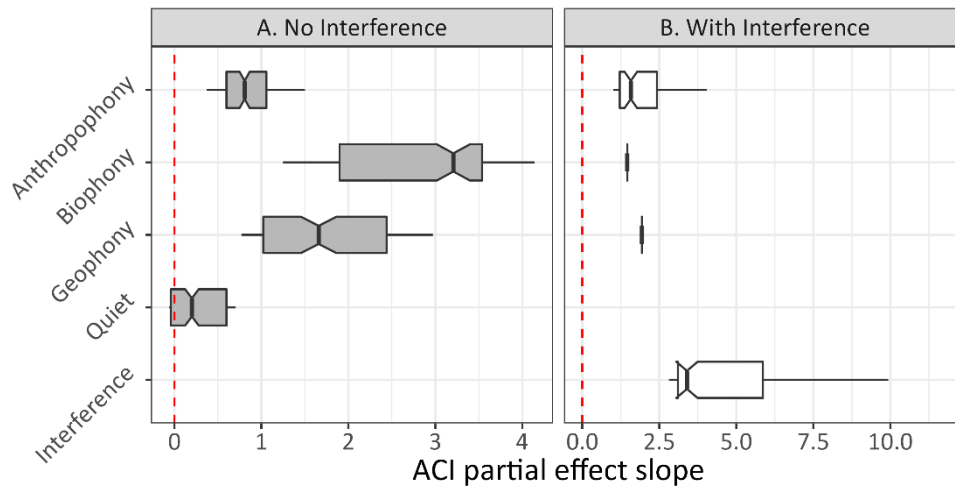 A. No Interference
B. With Interference
Anthropophony
Biophony
Geophony
Quiet
Interference
0 1 2 3 4
0.0 2.5 5.0 7.5 10.0
ACI partial effect slope